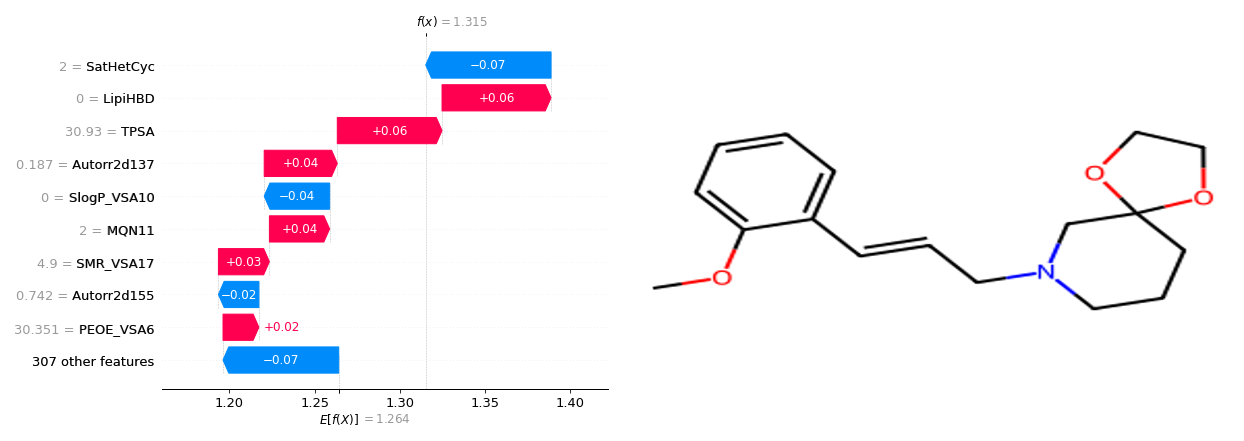 f(x) = 1.315
2 = SatHetCyc
−0.07
0 = LipiHBD
+0.06
30.93 = TPSA
+0.06
0.187 = Autorr2d137
+0.04
0 = SlogP_VSA10
−0.04
2 = MQN11
+0.04
4.9 = SMR_VSA17
+0.03
0.742 = Autorr2d155
−0.02
30.351 = PEOE_VSA6
+0.02
307 other features
−0.07
1.20 1.25 1.30 1.35 1.40
E[f(X)] = 1.264
O
O
N
O